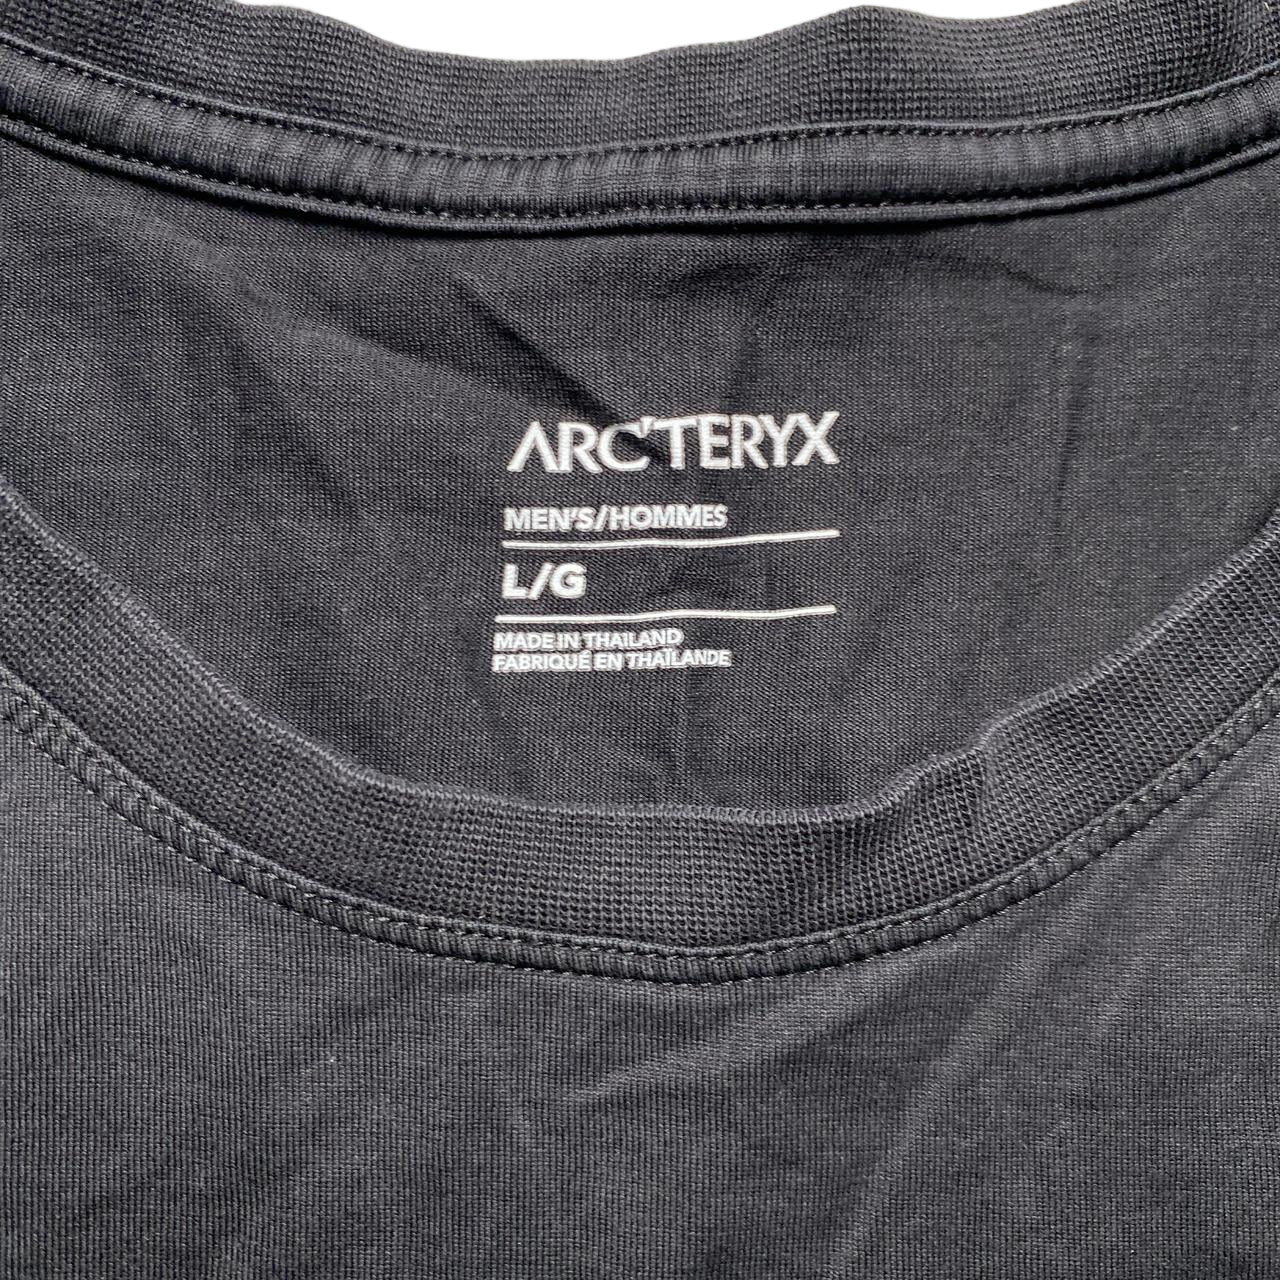 ARC'TERYX
MEN'S/HOMMES
L/G
MADE IN THAILAND
FABRIQUÉ EN THAÏLANDE